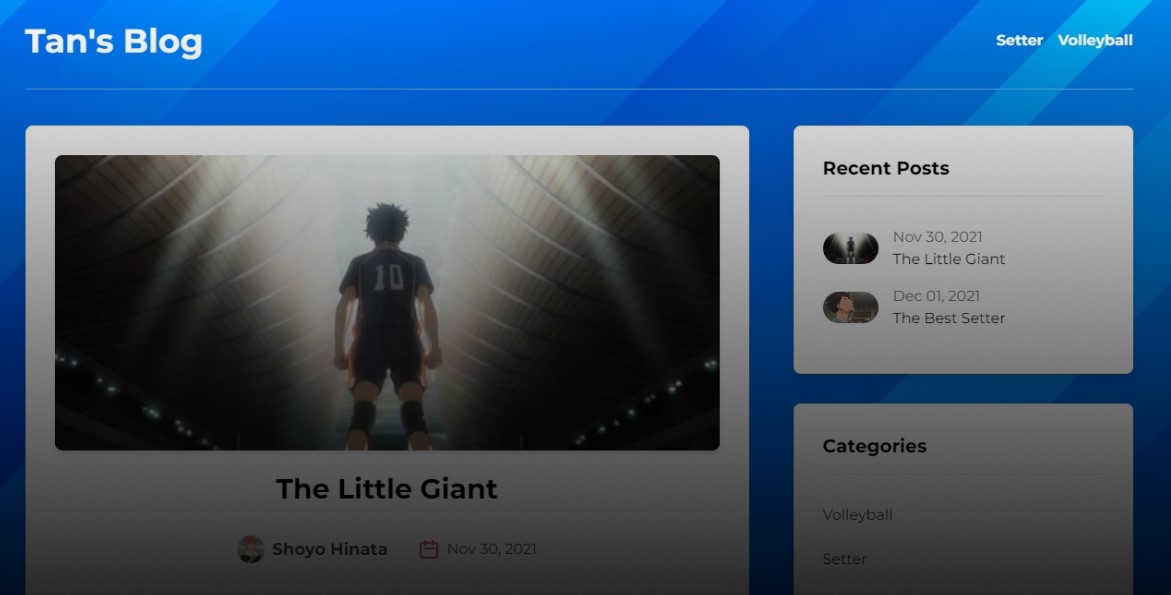 Tan's Blog
Setter Volleyball
10
The Little Giant
Shoyo Hinata Nov 30, 2021
Recent Posts
Nov 30, 2021
The Little Giant
Dec 01, 2021
The Best Setter
Categories
Volleyball
Setter